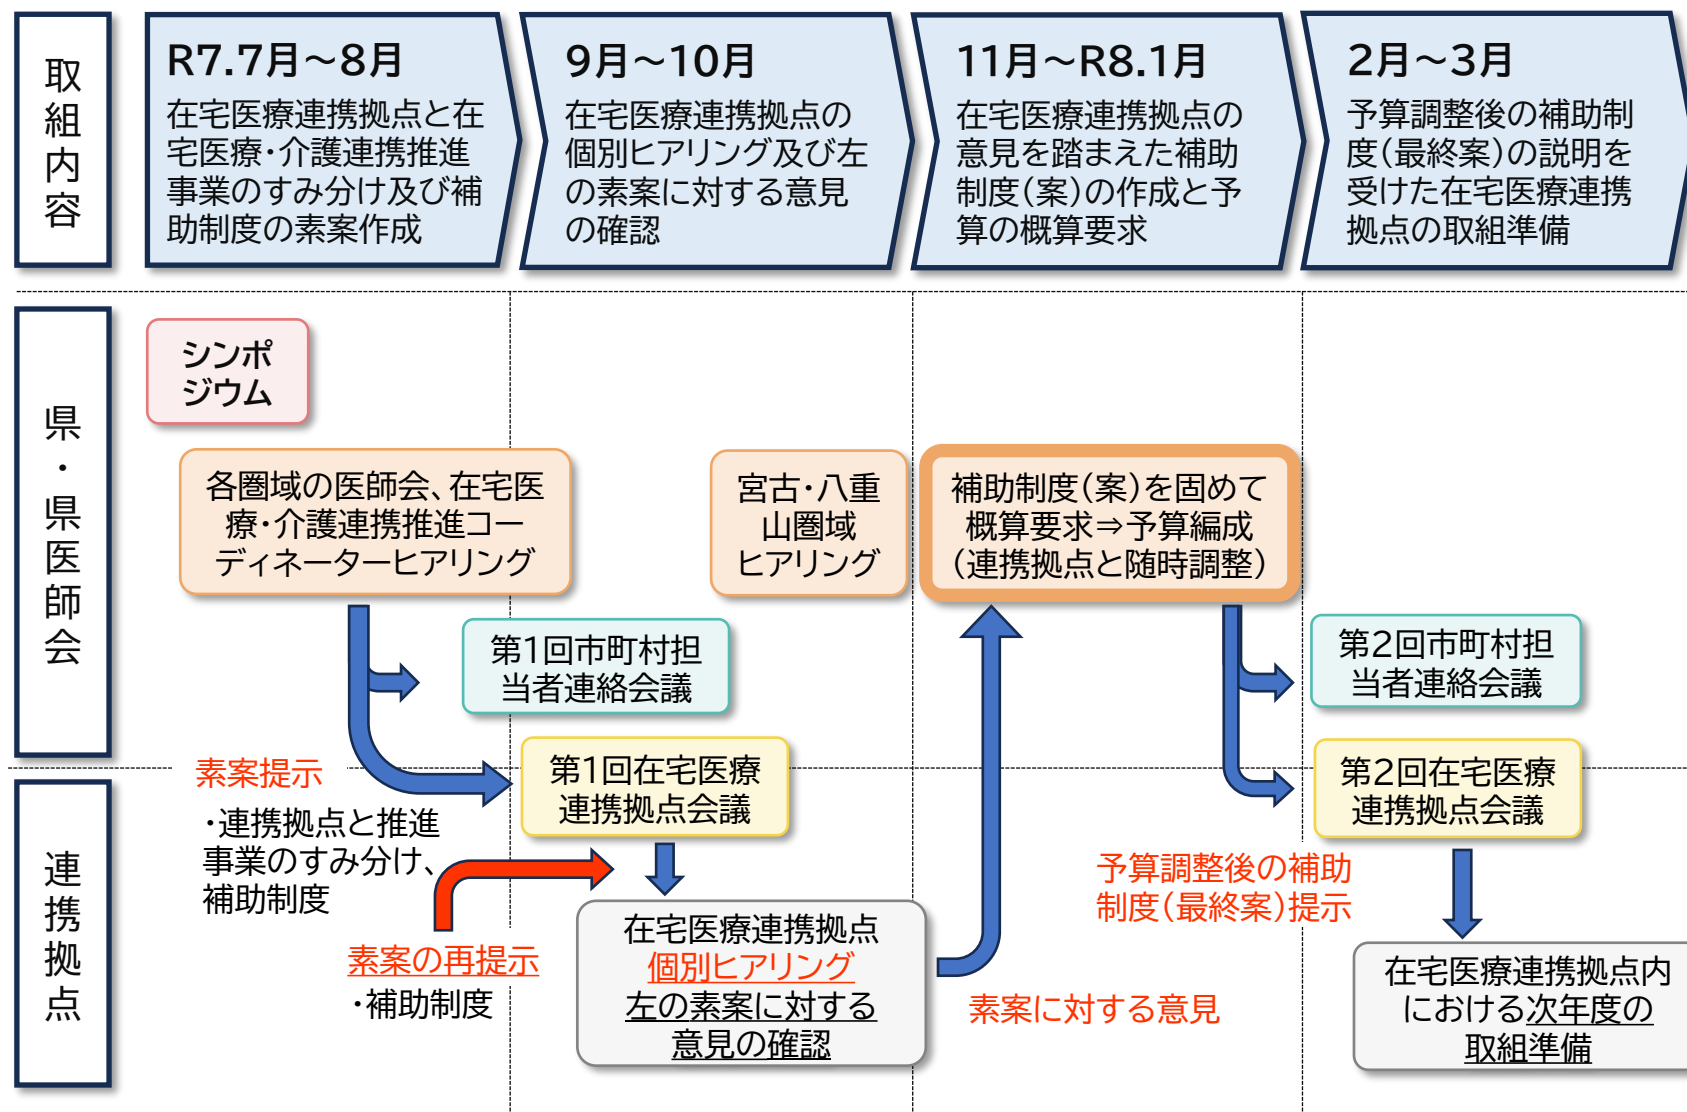 取組内容
R7.7月～8月
在宅医療連携拠点と在
宅医療・介護連携推進
事業のすみ分け及び補
助制度の素案作成
9月～10月
在宅医療連携拠点の
個別ヒアリング及び左
の素案に対する意見
の確認
11月～R8.1月
在宅医療連携拠点の
意見を踏まえた補助
制度(案)の作成と予
算の概算要求
2月～3月
予算調整後の補助制
度(最終案)の説明を
受けた在宅医療連携
拠点の取組準備
県・県医師会
シンポ
ジウム
各圏域の医師会、在宅医
療・介護連携推進コー
ディネーターヒアリング
宮古・八重
山圏域
ヒアリング
補助制度(案)を固めて
概算要求⇒予算編成
(連携拠点と随時調整)
第1回市町村担
当者連絡会議
第2回市町村担
当者連絡会議
連携拠点
素案提示
・連携拠点と推進
事業のすみ分け、
補助制度
第1回在宅医療
連携拠点会議
第2回在宅医療
連携拠点会議
素案の再提示
・補助制度
在宅医療連携拠点
個別ヒアリング
左の素案に対する
意見の確認
素案に対する意見
予算調整後の補助
制度(最終案)提示
在宅医療連携拠点内
における次年度の
取組準備